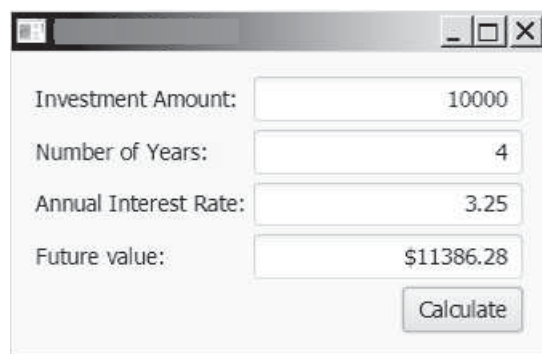 Investment Amount: 10000
Number of Years: 4
Annual Interest Rate: 3.25
Future value: $11386.28
Calculate